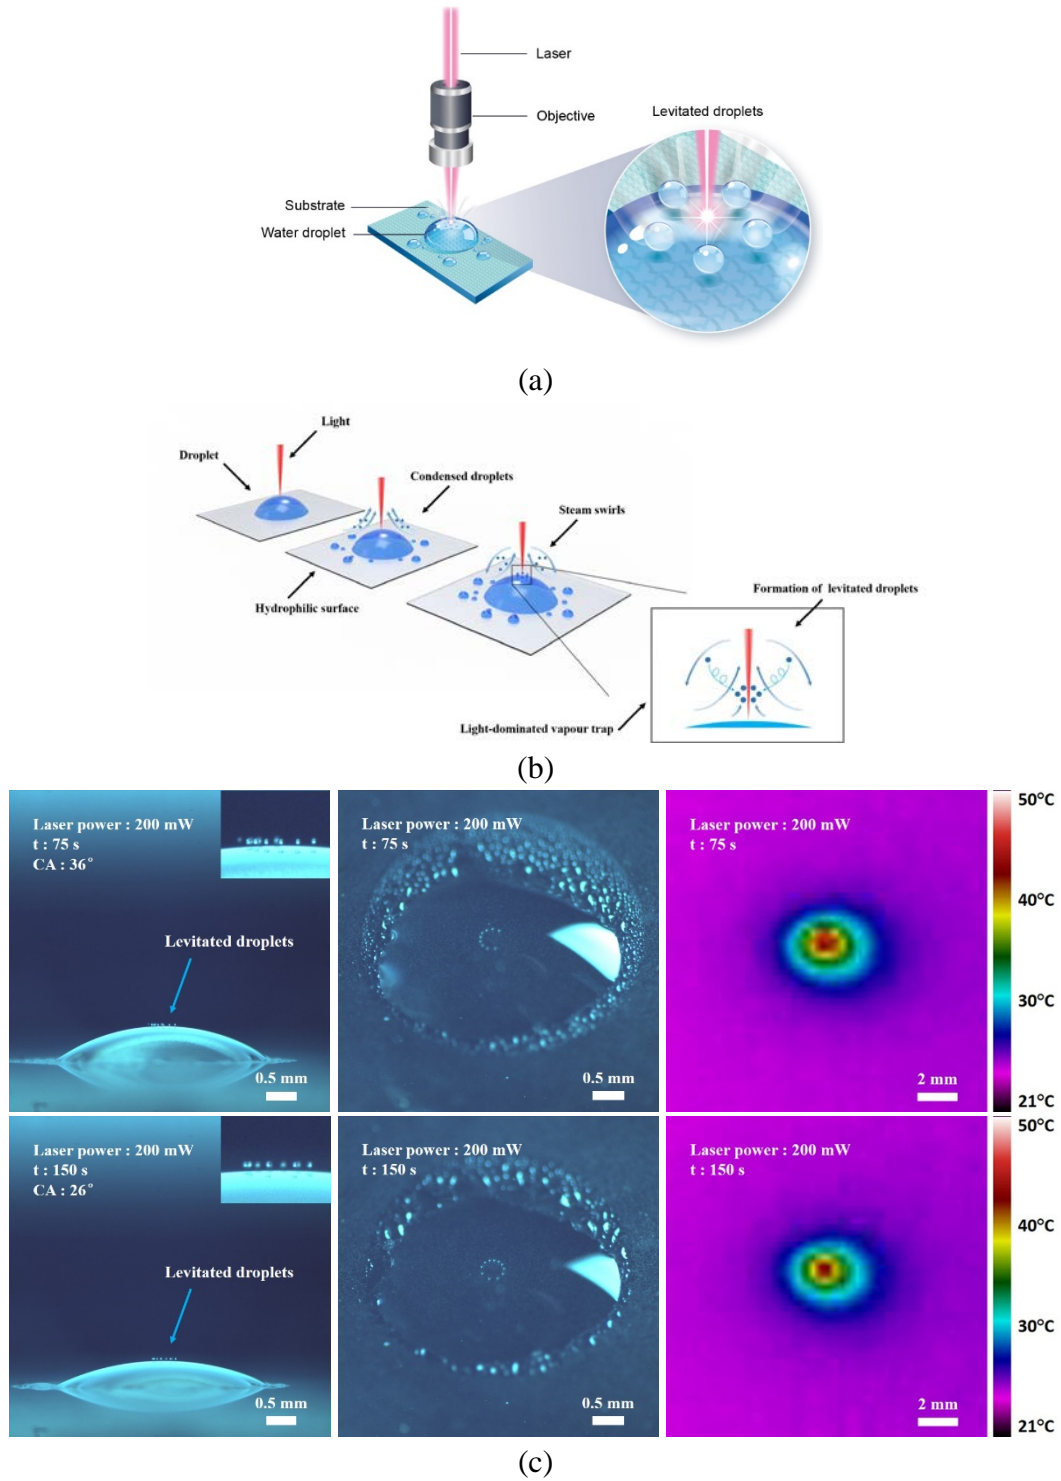 Laser
Objective
Levitated droplets
Substrate
Water droplet
(a)
Light
Droplet
Condensed droplets
Steam swirls
Hydrophilic surface
Formation of levitated droplets
Light-dominated vapour trap
(b)
Laser power : 200 mW
t : 75 s
CA : 36°
Levitated droplets
0.5 mm
Laser power : 200 mW
t : 75 s
0.5 mm
Laser power : 200 mW
t : 75 s
2 mm
50°C
40°C
30°C
21°C
Laser power : 200 mW
t : 150 s
CA : 26°
Levitated droplets
0.5 mm
Laser power : 200 mW
t : 150 s
0.5 mm
Laser power : 200 mW
t : 150 s
2 mm
50°C
40°C
30°C
21°C
(c)